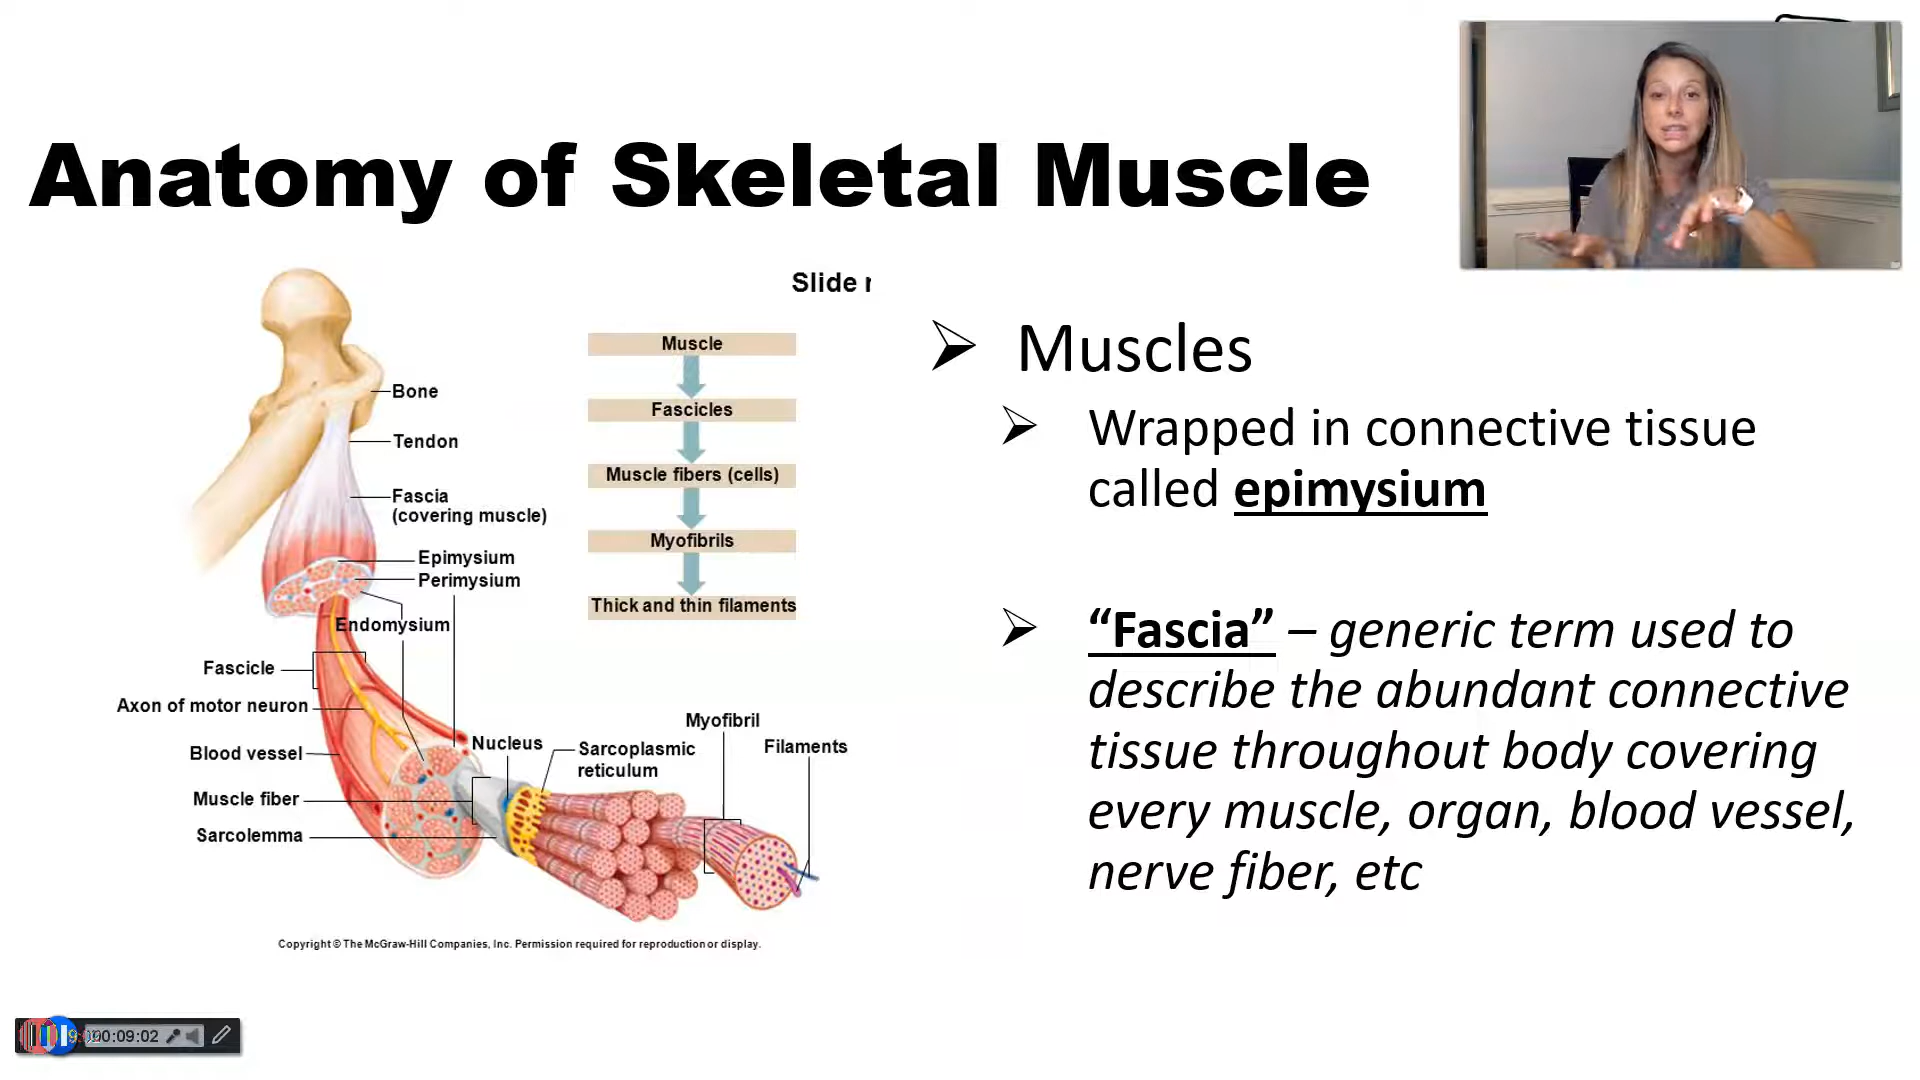 Anatomy of Skeletal Muscle
Slide
Muscle
Fascicles
Muscle fibers (cells)
Myofibrils
Thick and thin filaments
Bone
Tendon
Fascia
(covering muscle)
Epimysium
Perimysium
Endomysium
Fascicle
Axon of motor neuron
Blood vessel
Muscle fiber
Sarcolemma
Nucleus
Sarcoplasmic
reticulum
Myofibril
Filaments
Copyright © The McGraw-Hill Companies, Inc. Permission required for reproduction or display.
➢ Muscles
➢ Wrapped in connective tissue
called epimysium
➢ “Fascia” – generic term used to
describe the abundant connective
tissue throughout body covering
every muscle, organ, blood vessel,
nerve fiber, etc
00:09:02